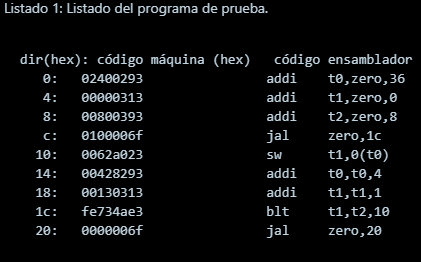 Listado 1: Listado del programa de prueba.
dir(hex): código máquina (hex) código ensamblador
0: 02400293 addi t0,zero,36
4: 00000313 addi t1,zero,0
8: 00800393 addi t2,zero,8
c: 0100006f jal zero,1c
10: 0062a023 sw t1,0(t0)
14: 00428293 addi t0,t0,4
18: 00130313 addi t1,t1,1
1c: fe734ae3 blt t1,t2,10
20: 0000006f jal zero,20